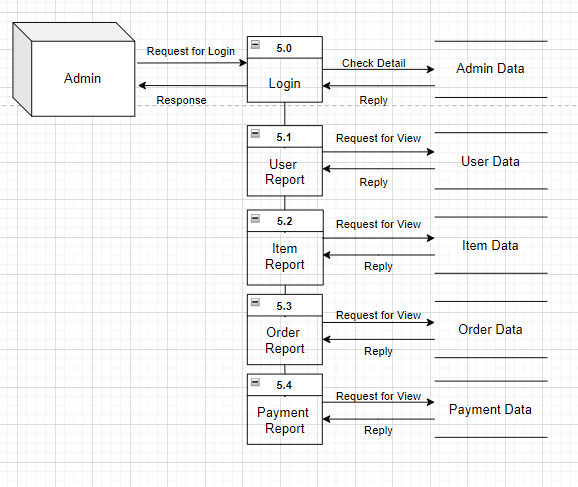 Admin
Request for Login
Response
5.0
Login
Check Detail
Reply
Admin Data
5.1
User
Report
Request for View
Reply
User Data
5.2
Item
Report
Request for View
Reply
Item Data
5.3
Order
Report
Request for View
Reply
Order Data
5.4
Payment
Report
Request for View
Reply
Payment Data